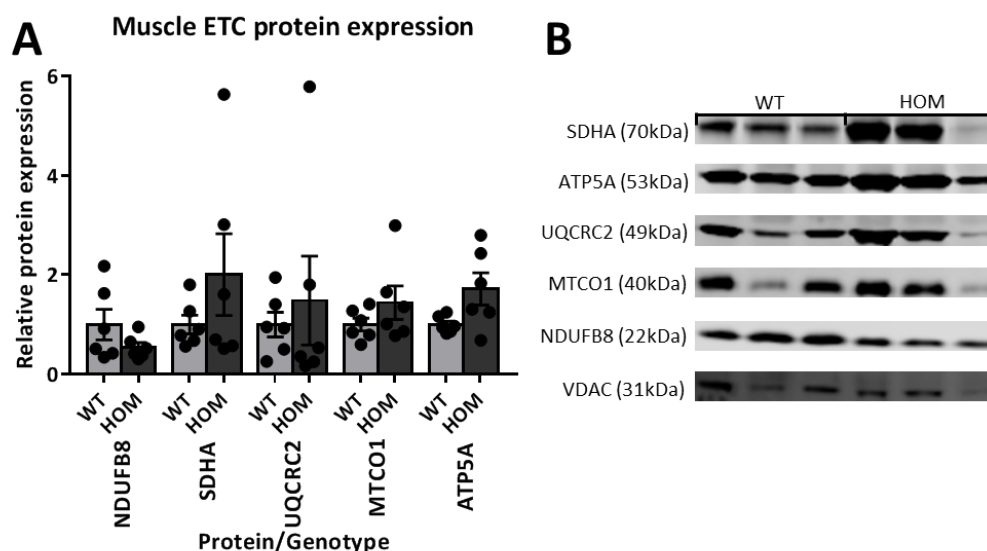 A
Muscle ETC protein expression
Relative protein expression
6
4
2
0
WT
HOM
WT
HOM
WT
HOM
WT
HOM
WT
HOM
NDUFB8
SDHA
UQCRC2
MTCO1
ATP5A
Protein/Genotype
B
WT HOM
SDHA (70kDa)
ATP5A (53kDa)
UQCRC2 (49kDa)
MTCO1 (40kDa)
NDUFB8 (22kDa)
VDAC (31kDa)